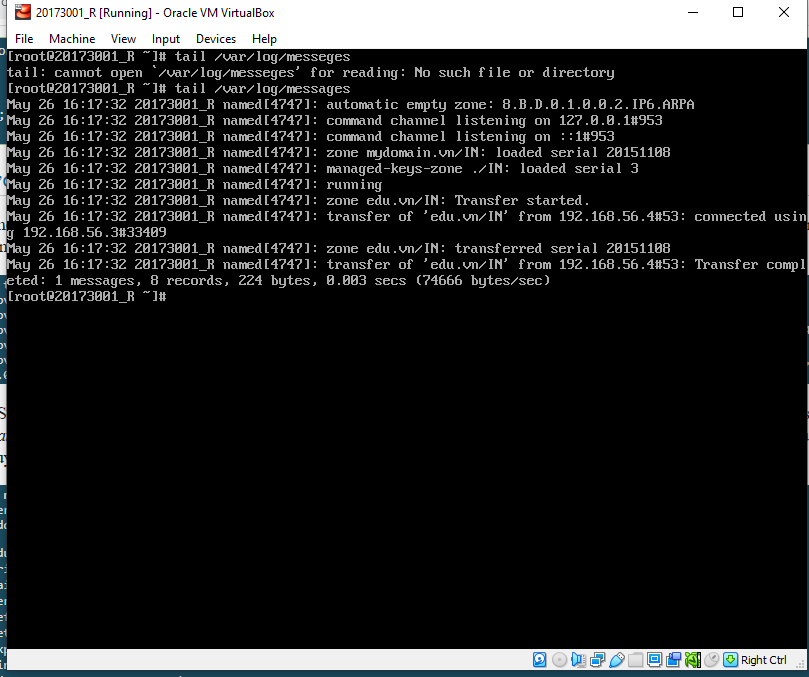 20173001_R [Running] - Oracle VM VirtualBox
File Machine View Input Devices Help
[root@20173001_R ~]# tail /var/log/messeges
tail: cannot open `/var/log/messeges' for reading: No such file or directory
[root@20173001_R ~]# tail /var/log/messages
May 26 16:17:32 20173001_R named[4747]: automatic empty zone: 8.B.D.0.1.0.0.2.IP6.ARPA
May 26 16:17:32 20173001_R named[4747]: command channel listening on 127.0.0.1#953
May 26 16:17:32 20173001_R named[4747]: command channel listening on ::1#953
May 26 16:17:32 20173001_R named[4747]: zone mydomain.vn/IN: loaded serial 20151108
May 26 16:17:32 20173001_R named[4747]: managed-keys-zone ./IN: loaded serial 3
May 26 16:17:32 20173001_R named[4747]: running
May 26 16:17:32 20173001_R named[4747]: zone edu.vn/IN: Transfer started.
May 26 16:17:32 20173001_R named[4747]: transfer of 'edu.vn/IN' from 192.168.56.4#53: connected usin
g 192.168.56.3#33409
May 26 16:17:32 20173001_R named[4747]: zone edu.vn/IN: transferred serial 20151108
May 26 16:17:32 20173001_R named[4747]: transfer of 'edu.vn/IN' from 192.168.56.4#53: Transfer compl
eted: 1 messages, 8 records, 224 bytes, 0.003 secs (74666 bytes/sec)
[root@20173001_R ~]#
Right Ctrl